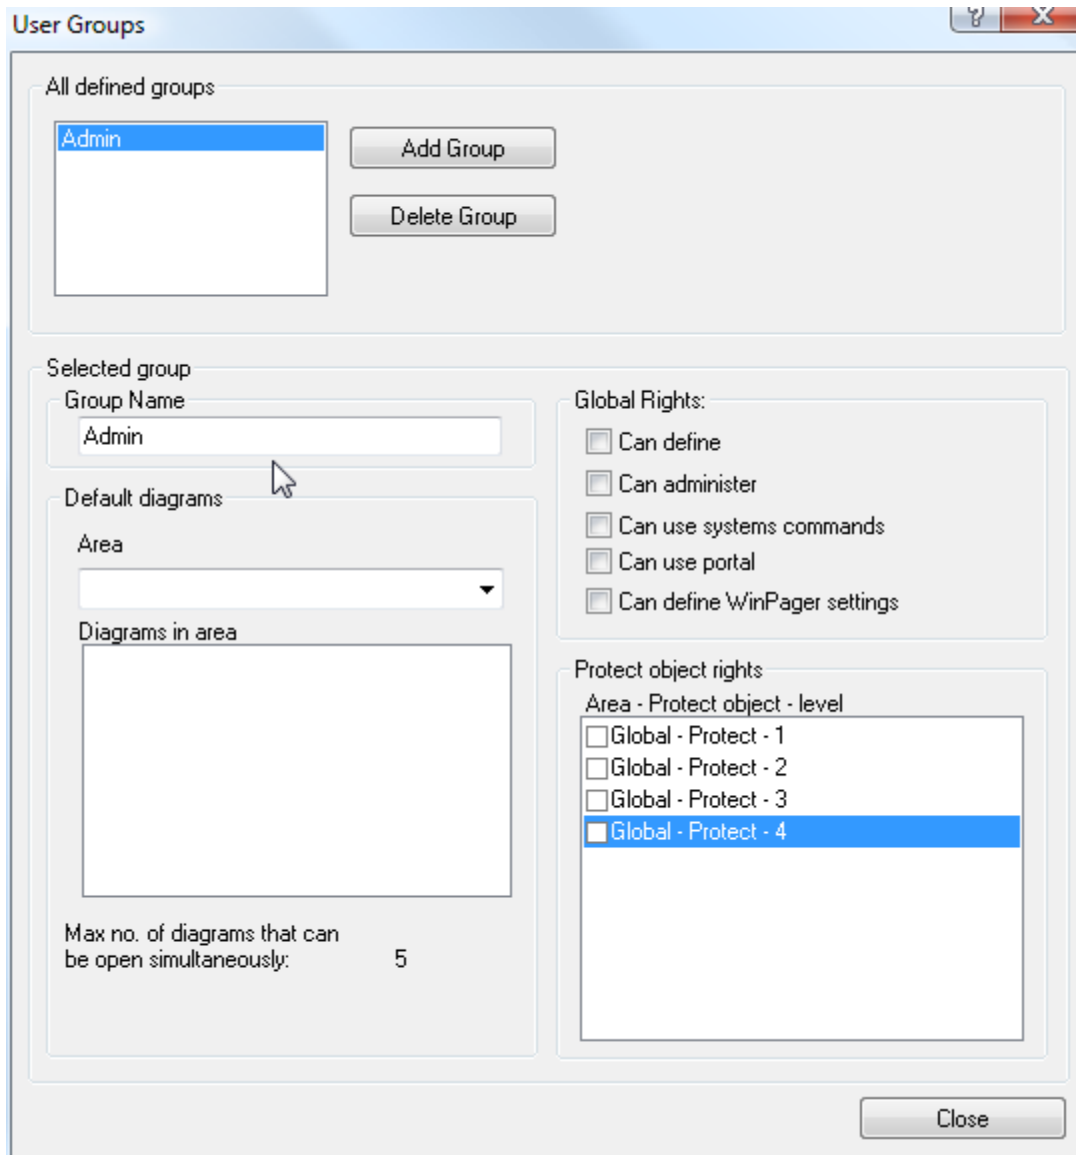 User Groups
?
X
All defined groups
Admin
Add Group
Delete Group
Selected group
Group Name
Admin
Default diagrams
Area
Diagrams in area
Max no. of diagrams that can
be open simultaneously: 5
Global Rights:
Can define
Can administer
Can use systems commands
Can use portal
Can define WinPager settings
Protect object rights
Area - Protect object - level
Global - Protect - 1
Global - Protect - 2
Global - Protect - 3
Global - Protect - 4
Close